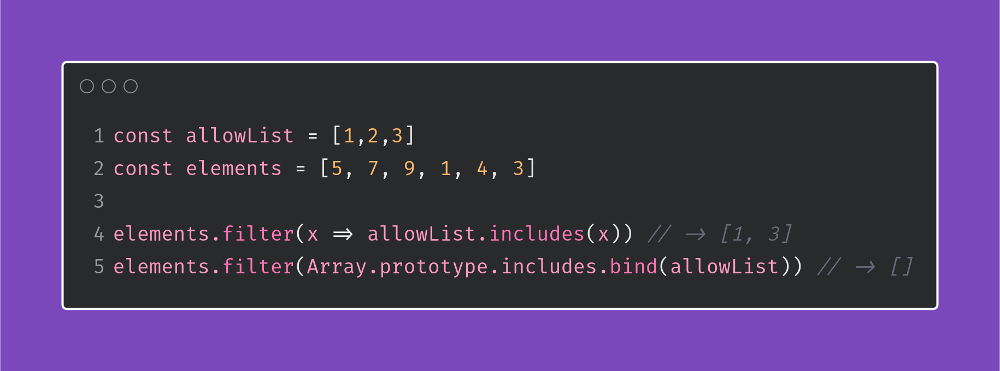 1 const allowList = [1,2,3]
2 const elements = [5, 7, 9, 1, 4, 3]
3
4 elements.filter(x => allowList.includes(x)) // -> [1, 3]
5 elements.filter(Array.prototype.includes.bind(allowList)) // -> []